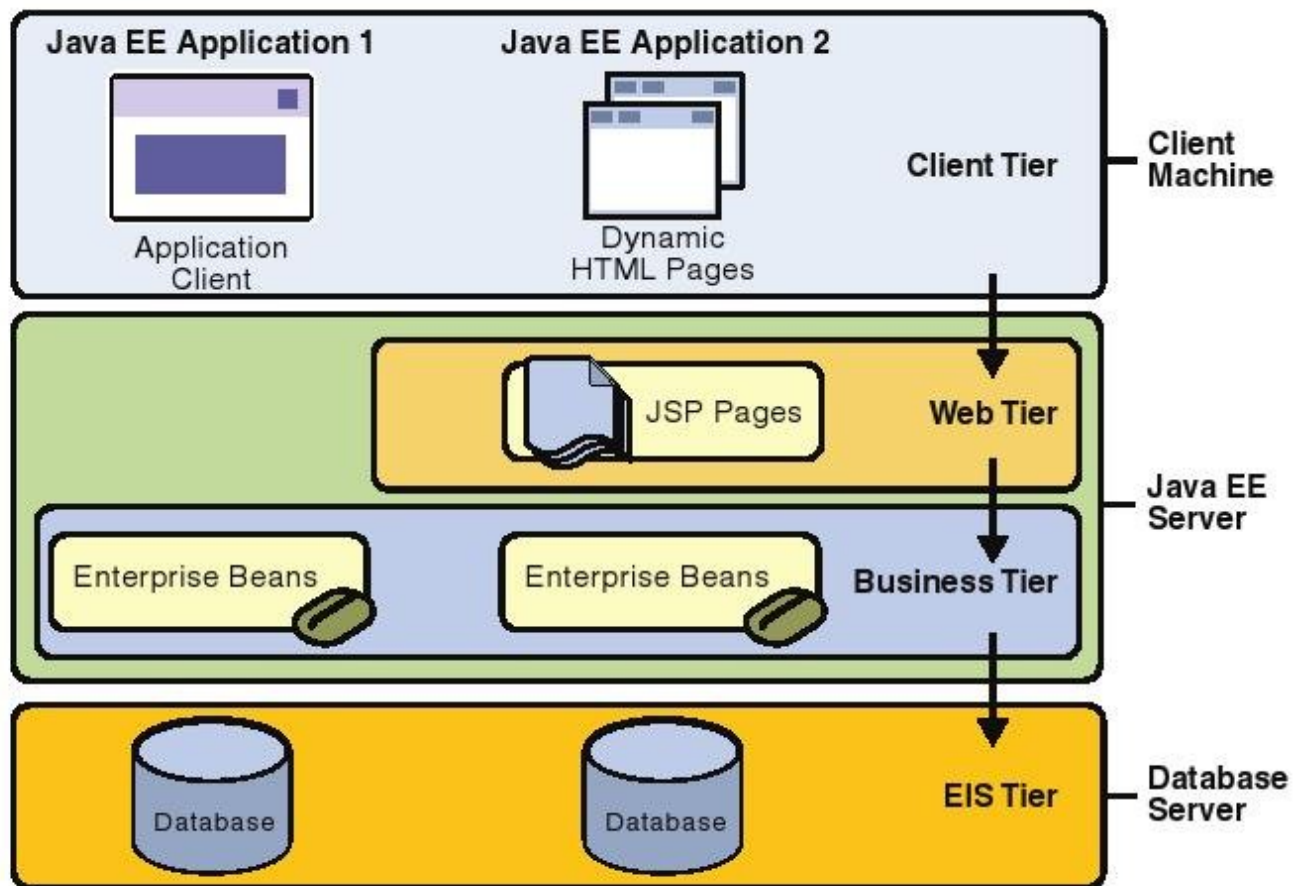 Java EE Application 1
Java EE Application 2
Application
Client
Dynamic
HTML Pages
Client Tier
Client
Machine
JSP Pages
Web Tier
Java EE
Server
Enterprise Beans
Enterprise Beans
Business Tier
Database
Database
EIS Tier
Database
Server